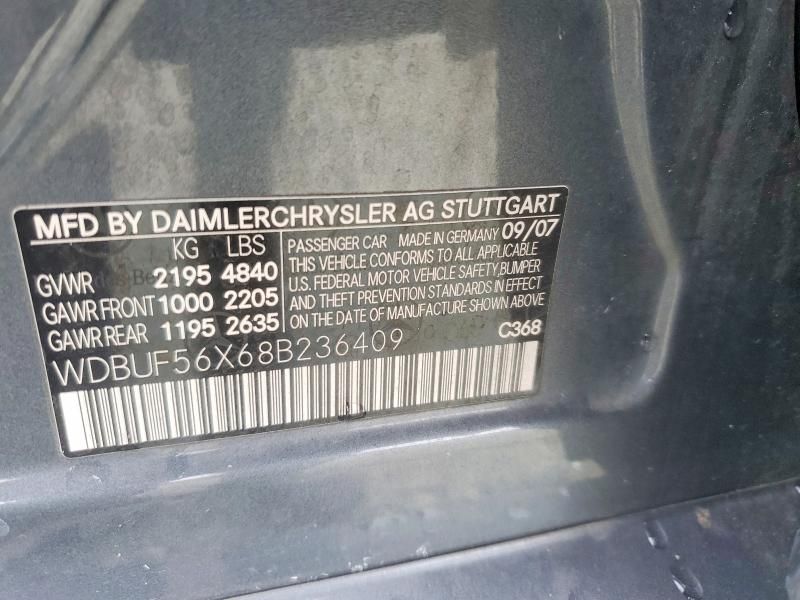 MFD BY DAIMLERCHRYSLER AG STUTTGART
KG LBS
GVWR 2195 4840
GAWR FRONT 1000 2205
GAWR REAR 1195 2635
PASSENGER CAR MADE IN GERMANY 09/07
THIS VEHICLE CONFORMS TO ALL APPLICABLE
U.S. FEDERAL MOTOR VEHICLE SAFETY,BUMPER
AND THEFT PREVENTION STANDARDS IN EFFECT
ON THE DATE OF MANUFACTURE SHOWN ABOVE
C368
WDBUF56X68B236409